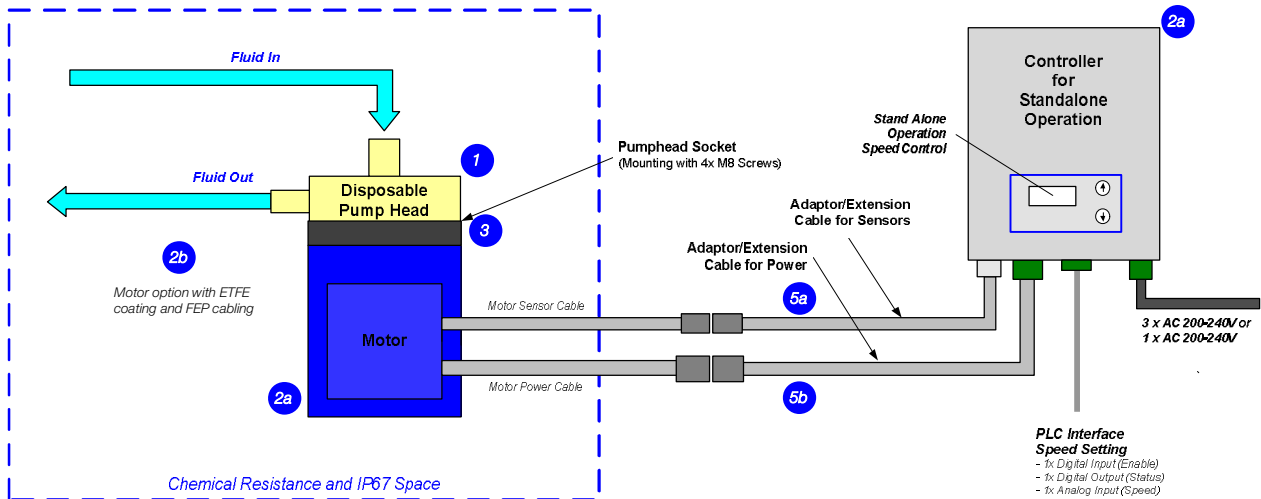 Fluid In
Fluid Out
1
Disposable
Pump Head
3
2b
Motor option with ETFE
coating and FEP cabling
Motor
2a
Motor Sensor Cable
Motor Power Cable
Chemical Resistance and IP67 Space
Pumphead Socket
(Mounting with 4x M8 Screws)
Adaptor/Extension
Cable for Sensors
Adaptor/Extension
Cable for Power
5a
5b
2a
Controller
for
Standalone
Operation
Stand Alone
Operation
Speed Control
3 x AC 200-240V or
1 x AC 200-240V
PLC Interface
Speed Setting
- 1x Digital Input (Enable)
- 1x Digital Output (Status)
- 1x Analog Input (Speed)